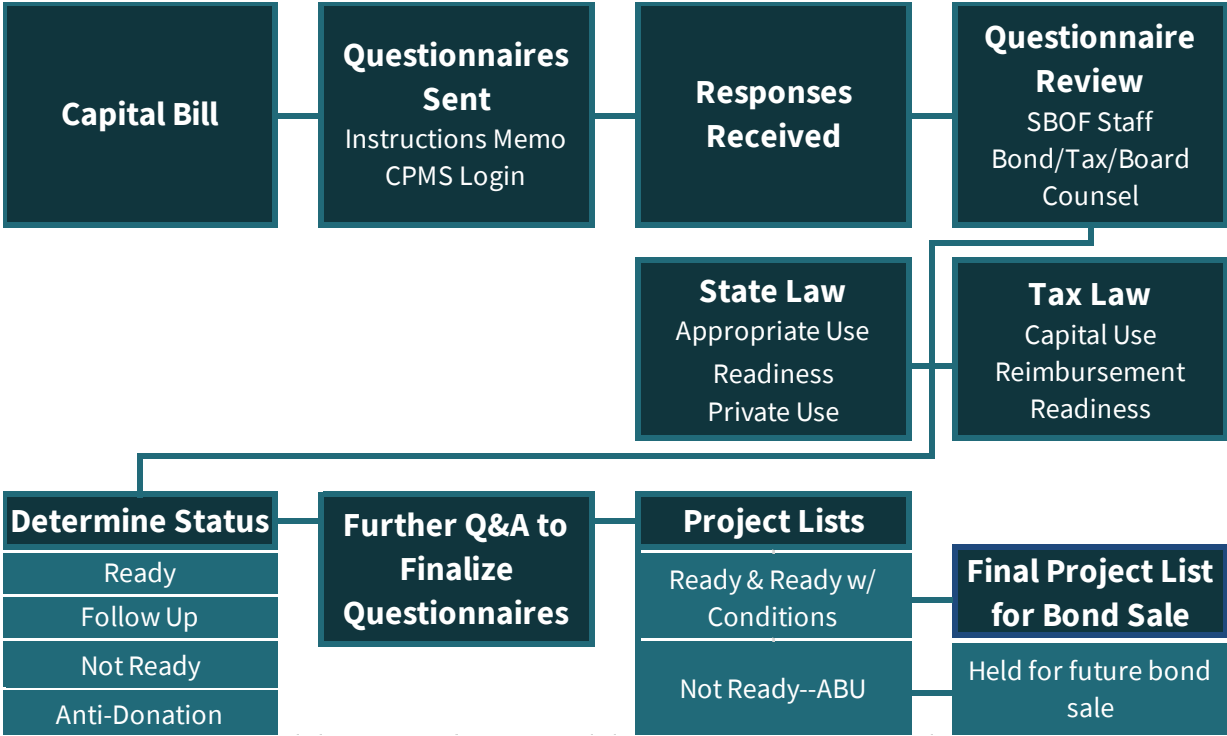 Capital Bill
Questionnaires
Sent
Instructions Memo
CPMS Login
Responses
Received
Questionnaire
Review
SBOF Staff
Bond/Tax/Board
Counsel
State Law
Appropriate Use
Readiness
Private Use
Tax Law
Capital Use
Reimbursement
Readiness
Determine Status
Ready
Follow Up
Not Ready
Anti-Donation
Further Q&A to
Finalize
Questionnaires
Project Lists
Ready & Ready w/
Conditions
Not Ready--ABU
Final Project List
for Bond Sale
Held for future bond
sale